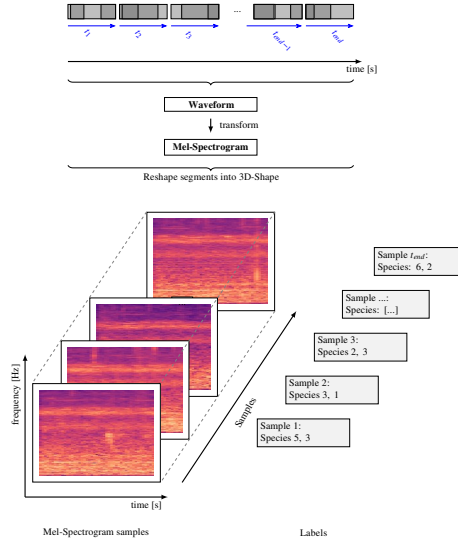 ...
t1 t2 t3 tend−1 tend
time [s]
Waveform
transform
Mel-Spectrogram
Reshape segments into 3D-Shape
Sample tend:
Species: 6, 2
Sample ...:
Species: [...]
Sample 3:
Species 2, 3
Sample 2:
Species 3, 1
Sample 1:
Species 5, 3
frequency [Hz]
Samples
time [s]
Mel-Spectrogram samples
Labels